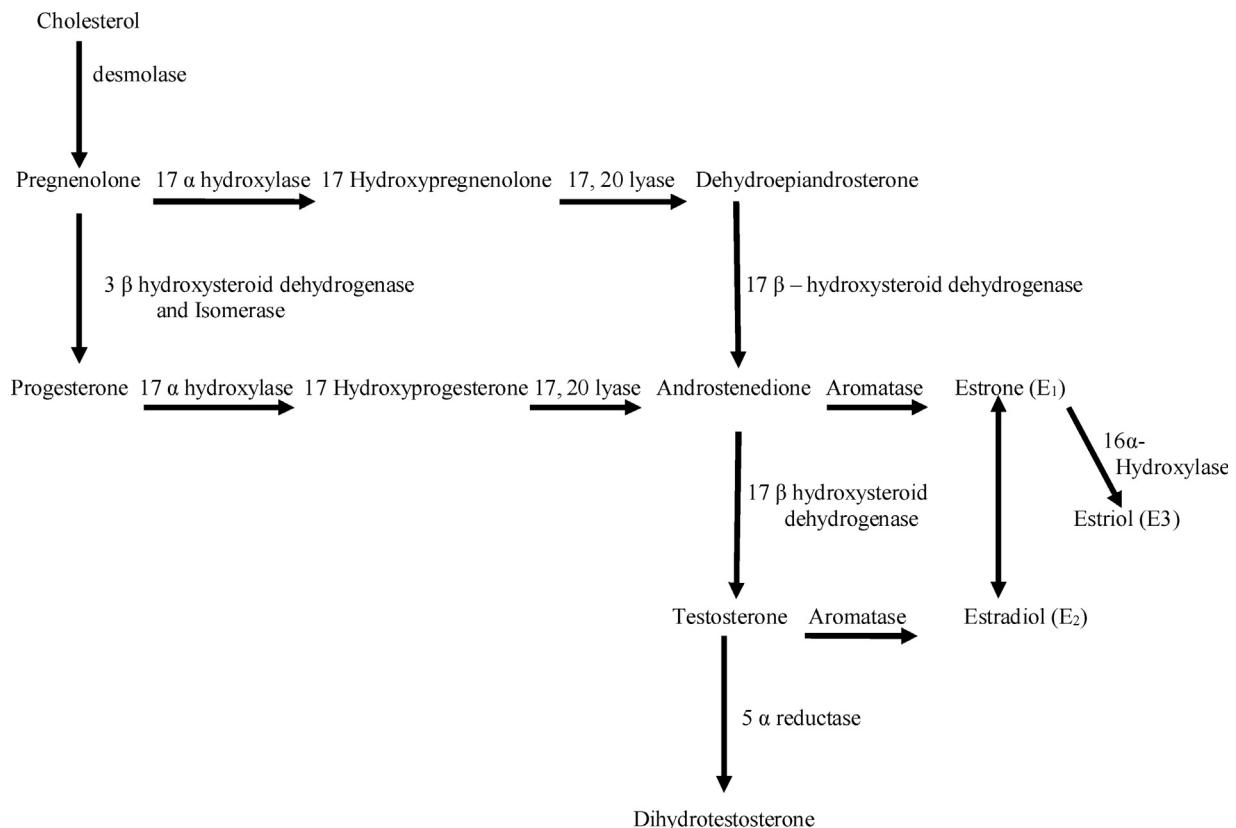 Cholesterol
desmolase
Pregnenolone 17 α hydroxylase 17 Hydroxypregnenolone 17, 20 lyase Dehydroepiandrosterone
3 β hydroxysteroid dehydrogenase
and Isomerase
17 β – hydroxysteroid dehydrogenase
Progesterone 17 α hydroxylase 17 Hydroxyprogesterone 17, 20 lyase Androstenedione Aromatase Estrone (E₁)
16α-
Hydroxylase
17 β hydroxysteroid
dehydrogenase
Estriol (E3)
Testosterone Aromatase Estradiol (E₂)
5 α reductase
Dihydrotestosterone